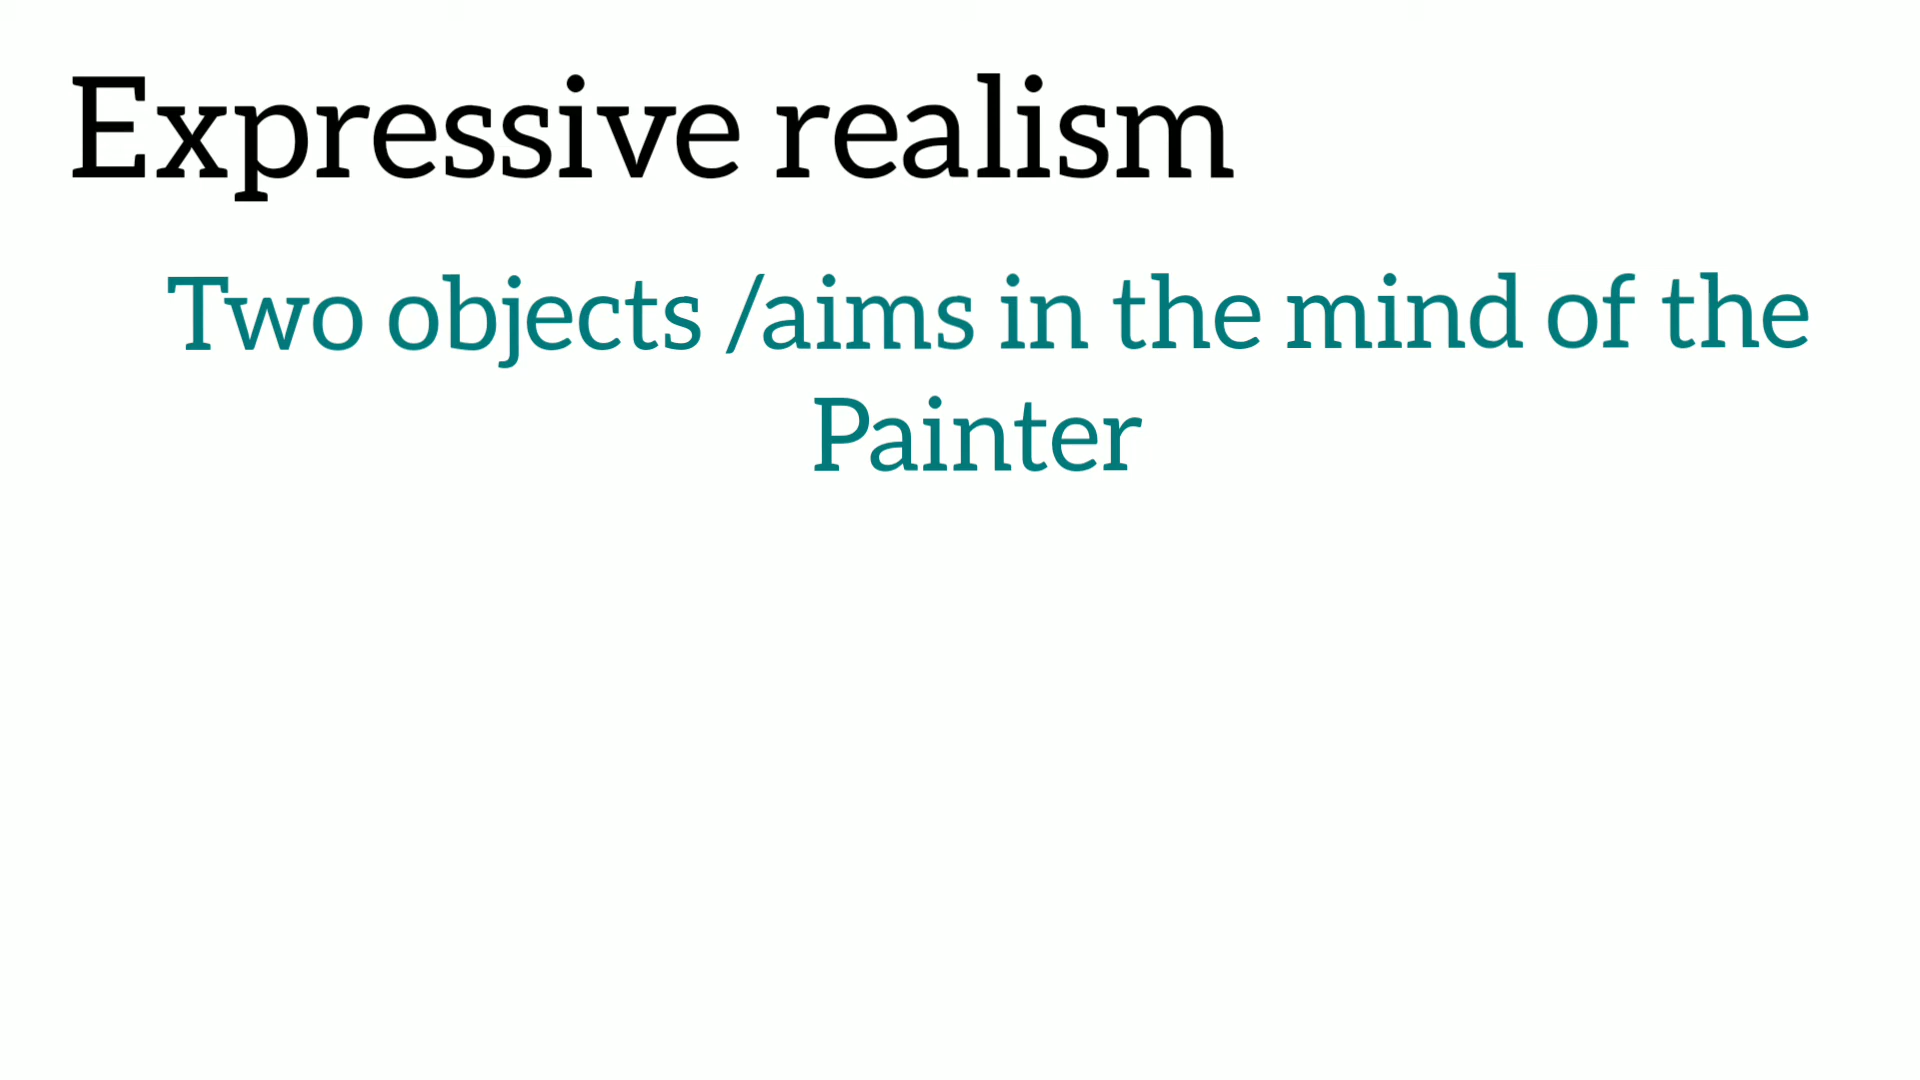 Expressive realism
Two objects /aims in the mind of the
Painter